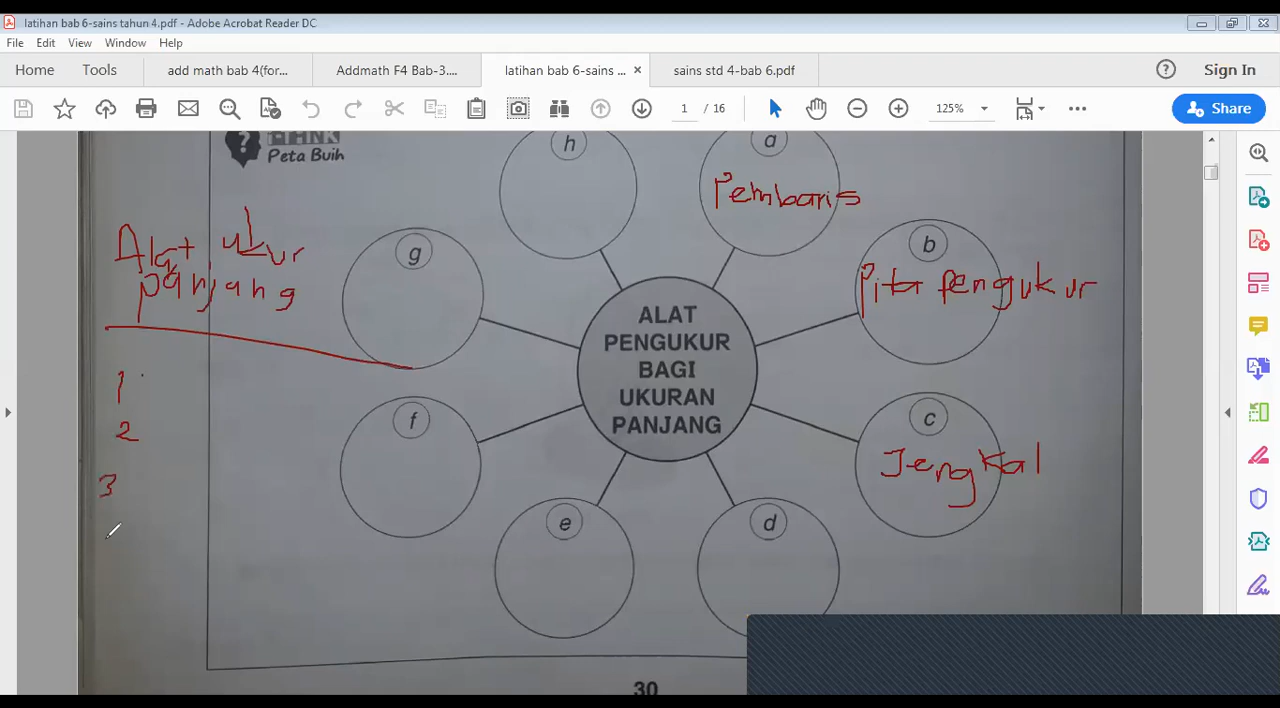 latihan bab 6-sains tahun 4.pdf - Adobe Acrobat Reader DC
File Edit View Window Help
Home Tools add math bab 4(for... Addmath F4 Bab-3.... latihan bab 6-sains ... sains std 4-bab 6.pdf Sign In
1 / 16 125% Share
i-THINK
Peta Buih
h
a
Pembaris
Alat ukur
panjang
g
b
Pita Pengukur
ALAT
PENGUKUR
BAGI
UKURAN
PANJANG
1
2
3
f
c
Jengkal
e
d
30